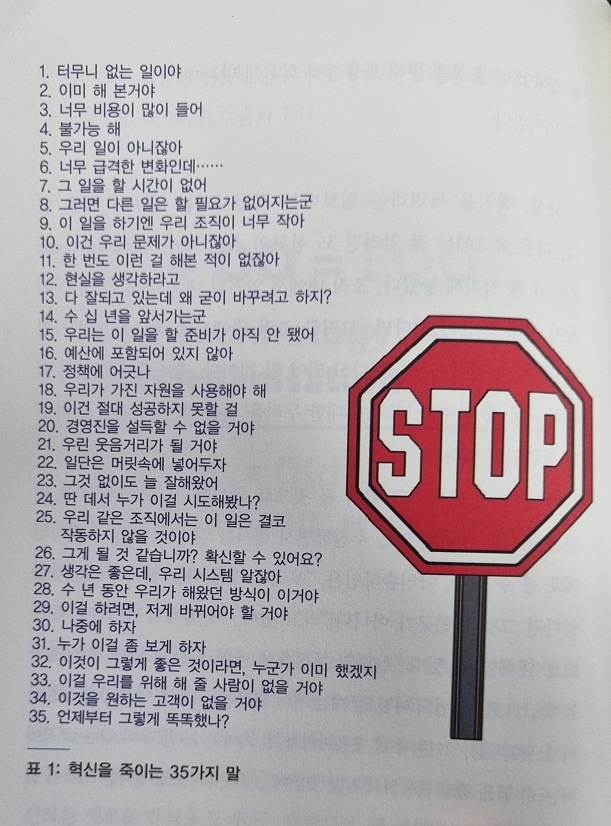 1. 터무니 없는 일이야
2. 이미 해 본거야
3. 너무 비용이 많이 들어
4. 불가능 해
5. 우리 일이 아니잖아
6. 너무 급격한 변화인데……
7. 그 일을 할 시간이 없어
8. 그러면 다른 일은 할 필요가 없어지는군
9. 이 일을 하기엔 우리 조직이 너무 작아
10. 이건 우리 문제가 아니잖아
11. 한 번도 이런 걸 해본 적이 없잖아
12. 현실을 생각하라고
13. 다 잘되고 있는데 왜 굳이 바꾸려고 하지?
14. 수 십 년을 앞서가는군
15. 우리는 이 일을 할 준비가 아직 안 됐어
16. 예산에 포함되어 있지 않아
17. 정책에 어긋나
18. 우리가 가진 자원을 사용해야 해
19. 이건 절대 성공하지 못할 걸
20. 경영진을 설득할 수 없을 거야
21. 우린 웃음거리가 될 거야
22. 일단은 머릿속에 넣어두자
23. 그것 없이도 늘 잘해왔어
24. 딴 데서 누가 이걸 시도해봤나?
25. 우리 같은 조직에서는 이 일은 결코
작동하지 않을 것이야
26. 그게 될 것 같습니까? 확신할 수 있어요?
27. 생각은 좋은데, 우리 시스템 알잖아
28. 수 년 동안 우리가 해왔던 방식이 이거야
29. 이걸 하려면, 저게 바뀌어야 할 거야
30. 나중에 하자
31. 누가 이걸 좀 보게 하자
32. 이것이 그렇게 좋은 것이라면, 누군가 이미 했겠지
33. 이걸 우리를 위해 해 줄 사람이 없을 거야
34. 이것을 원하는 고객이 없을 거야
35. 언제부터 그렇게 똑똑했나?
STOP
표 1: 혁신을 죽이는 35가지 말